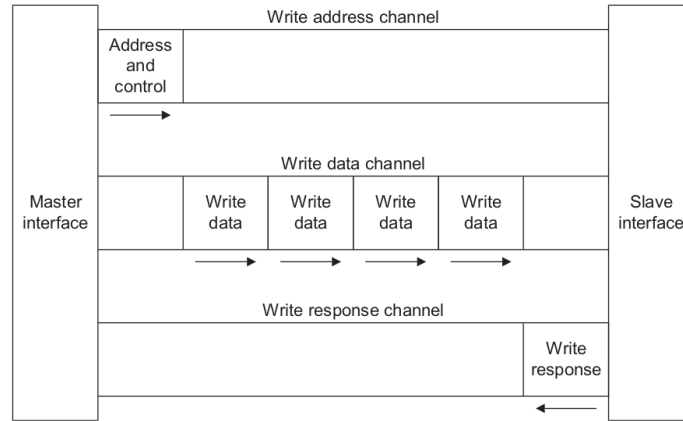 Write address channel
Address
and
control
Write data channel
Master
interface
Write
data
Write
data
Write
data
Write
data
Slave
interface
Write response channel
Write
response